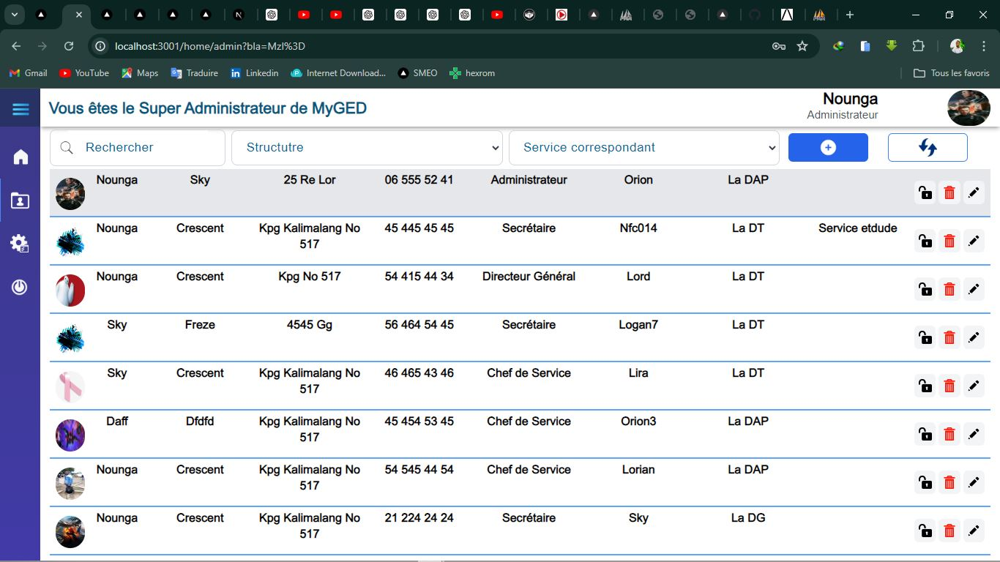 localhost:3001/home/admin?bla=MzI%3D
Gmail YouTube Maps Traduire Linkedin Internet Download... SMEO hexrom Tous les favoris
Vous êtes le Super Administrateur de MyGED
Nounga
Administrateur
Rechercher Structutre Service correspondant
Nounga Sky 25 Re Lor 06 555 52 41 Administrateur Orion La DAP
Nounga Crescent Kpg Kalimalang No 45 445 45 45 Secrétaire Nfc014 La DT Service etdude
517
Nounga Crescent Kpg No 517 54 415 44 34 Directeur Général Lord La DT
Sky Freze 4545 Gg 56 464 54 45 Secrétaire Logan7 La DT
Sky Crescent Kpg Kalimalang No 46 465 43 46 Chef de Service Lira La DT
517
Daff Dfdfd Kpg Kalimalang No 45 454 53 45 Chef de Service Orion3 La DAP
517
Nounga Crescent Kpg Kalimalang No 54 545 44 54 Chef de Service Lorian La DAP
517
Nounga Crescent Kpg Kalimalang No 21 224 24 24 Secrétaire Sky La DG
517